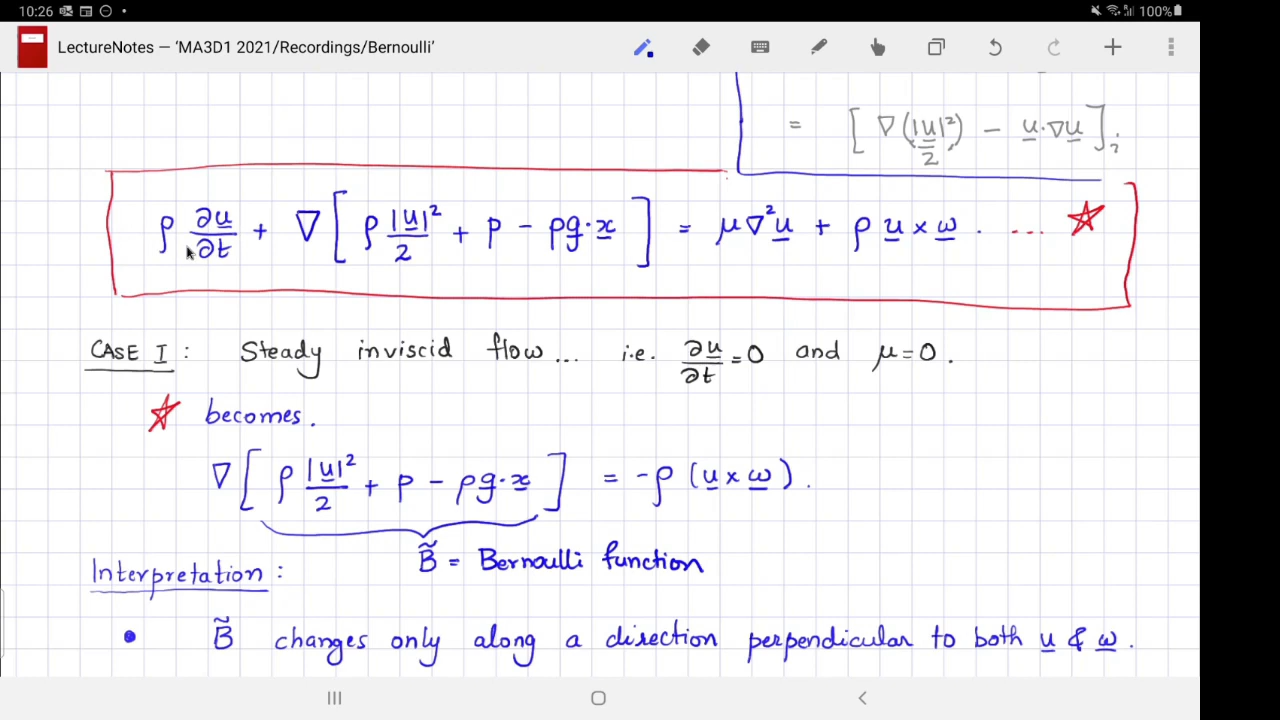 10:26 100%
LectureNotes — ‘MA3D1 2021/Recordings/Bernoulli’
= [ ∇(|u|²/2) − u·∇u ]ᵢ
ρ ∂u/∂t + ∇[ ρ |u|²/2 + p − ρg·x ] = μ∇²u + ρ u × ω . ... ☆
CASE I : Steady inviscid flow... i.e. ∂u/∂t = 0 and μ = 0 .
☆ becomes.
∇[ ρ |u|²/2 + p − ρg·x ] = -ρ (u × ω) .
B̃ = Bernoulli function
Interpretation :
• B̃ changes only along a direction perpendicular to both u & ω .